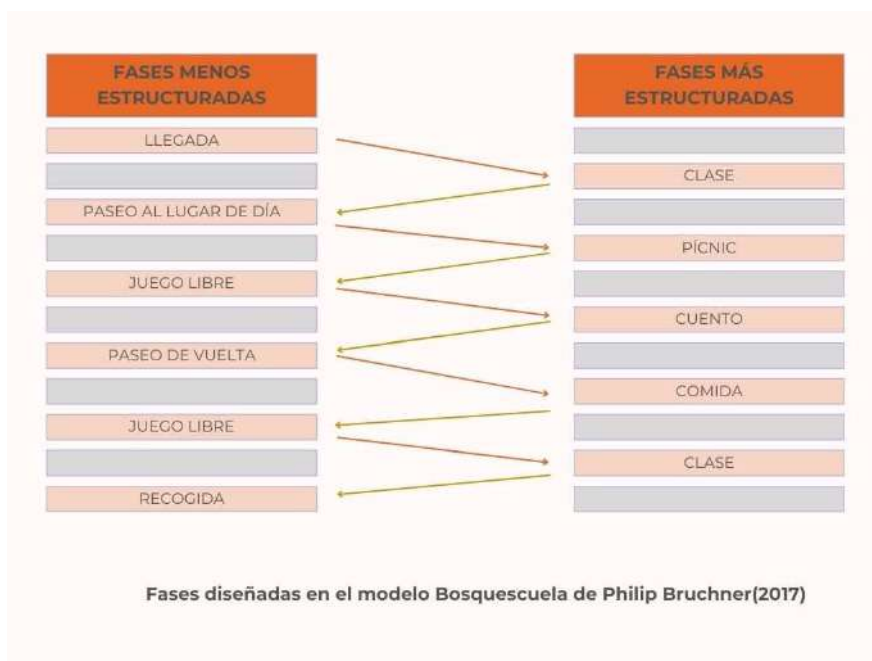 FASES MENOS
ESTRUCTURADAS
FASES MÁS
ESTRUCTURADAS
LLEGADA
CLASE
PASEO AL LUGAR DE DÍA
PÍCNIC
JUEGO LIBRE
CUENTO
PASEO DE VUELTA
COMIDA
JUEGO LIBRE
CLASE
RECOGIDA
Fases diseñadas en el modelo Bosquescuela de Philip Bruchner(2017)